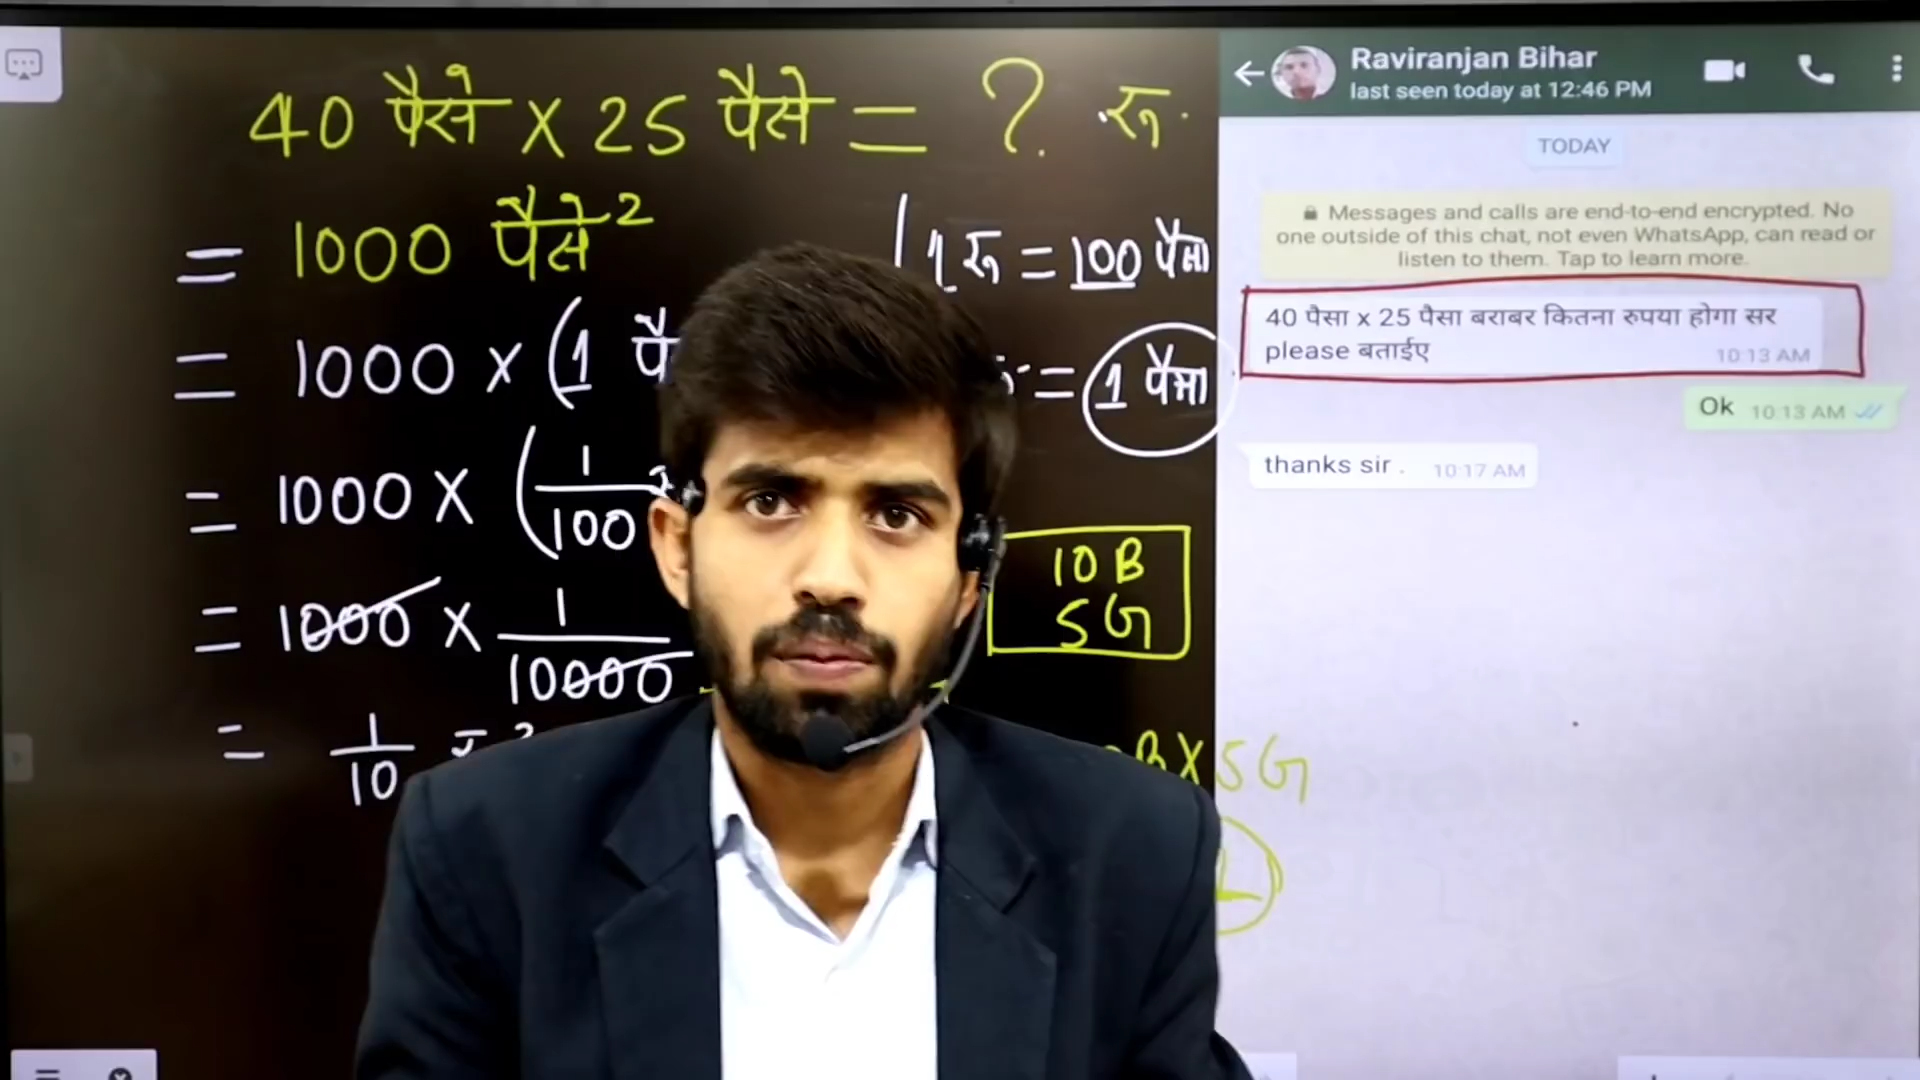 40 पैसे x 25 पैसे = ? रु.
= 1000 पैसे²
1 रु = 100 पैसा
= 1000 x (1
= 1 पैसा
= 1000 x (1/100
= 1000 x 1/10000
= 1/10
10 B
5 G
B x 5 G
Raviranjan Bihar
last seen today at 12:46 PM
TODAY
Messages and calls are end-to-end encrypted. No
one outside of this chat, not even WhatsApp, can read or
listen to them. Tap to learn more.
40 पैसा x 25 पैसा बराबर कितना रुपया होगा सर
please बताईए
10:13 AM
Ok 10:13 AM
thanks sir . 10:17 AM